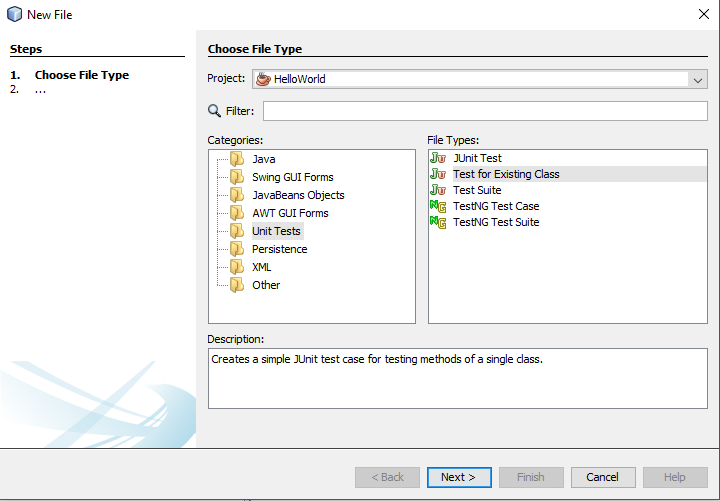 New File
Steps
1. Choose File Type
2. ...
Choose File Type
Project: HelloWorld
Filter:
Categories:
Java
Swing GUI Forms
JavaBeans Objects
AWT GUI Forms
Unit Tests
Persistence
XML
Other
File Types:
JUnit Test
Test for Existing Class
Test Suite
TestNG Test Case
TestNG Test Suite
Description:
Creates a simple JUnit test case for testing methods of a single class.
< Back Next > Finish Cancel Help